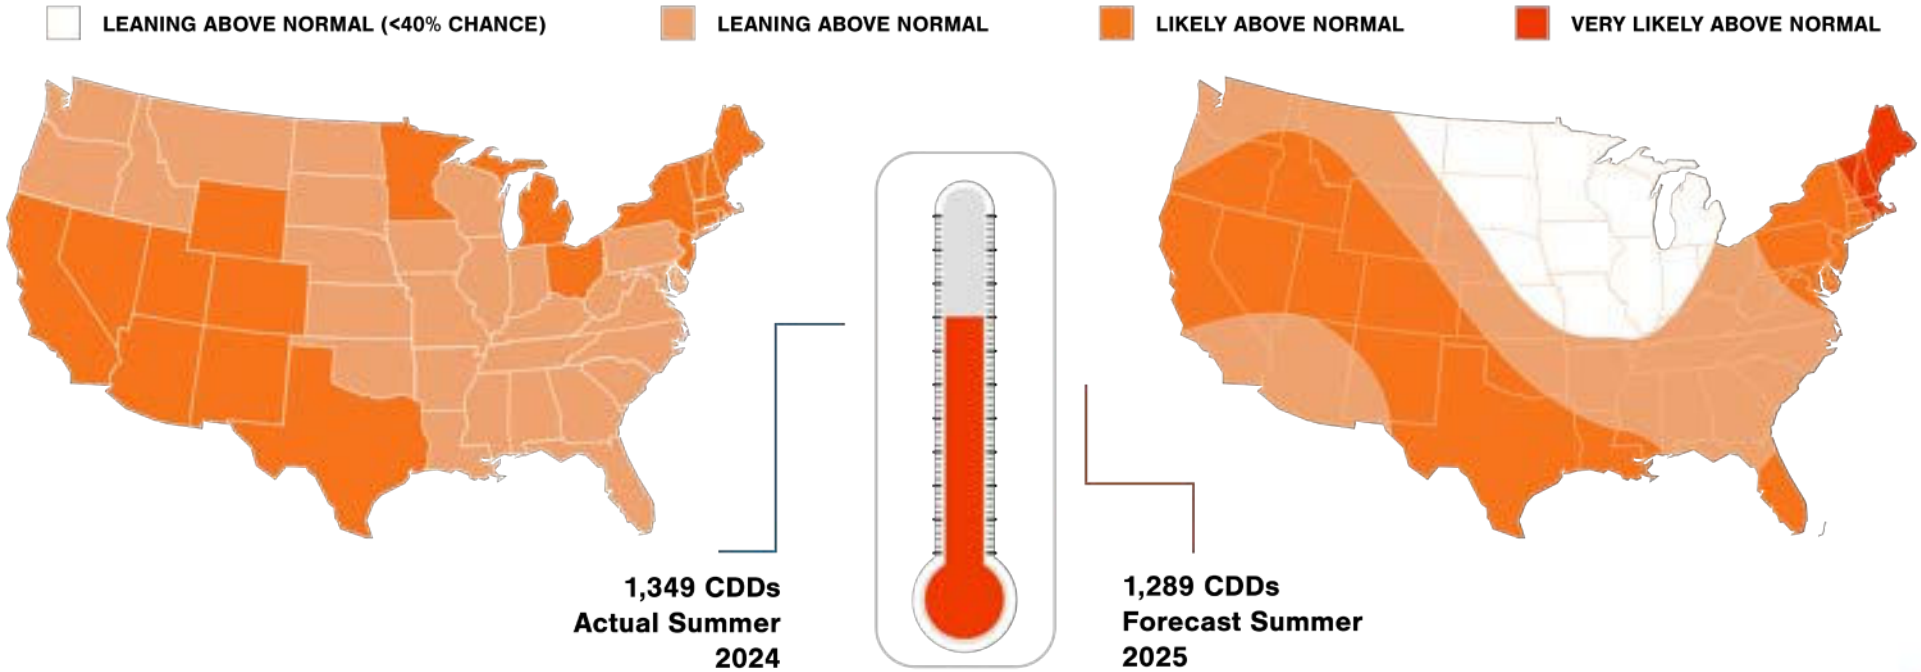 LEANING ABOVE NORMAL (<40% CHANCE)
LEANING ABOVE NORMAL
LIKELY ABOVE NORMAL
VERY LIKELY ABOVE NORMAL
1,349 CDDs
Actual Summer
2024
1,289 CDDs
Forecast Summer
2025